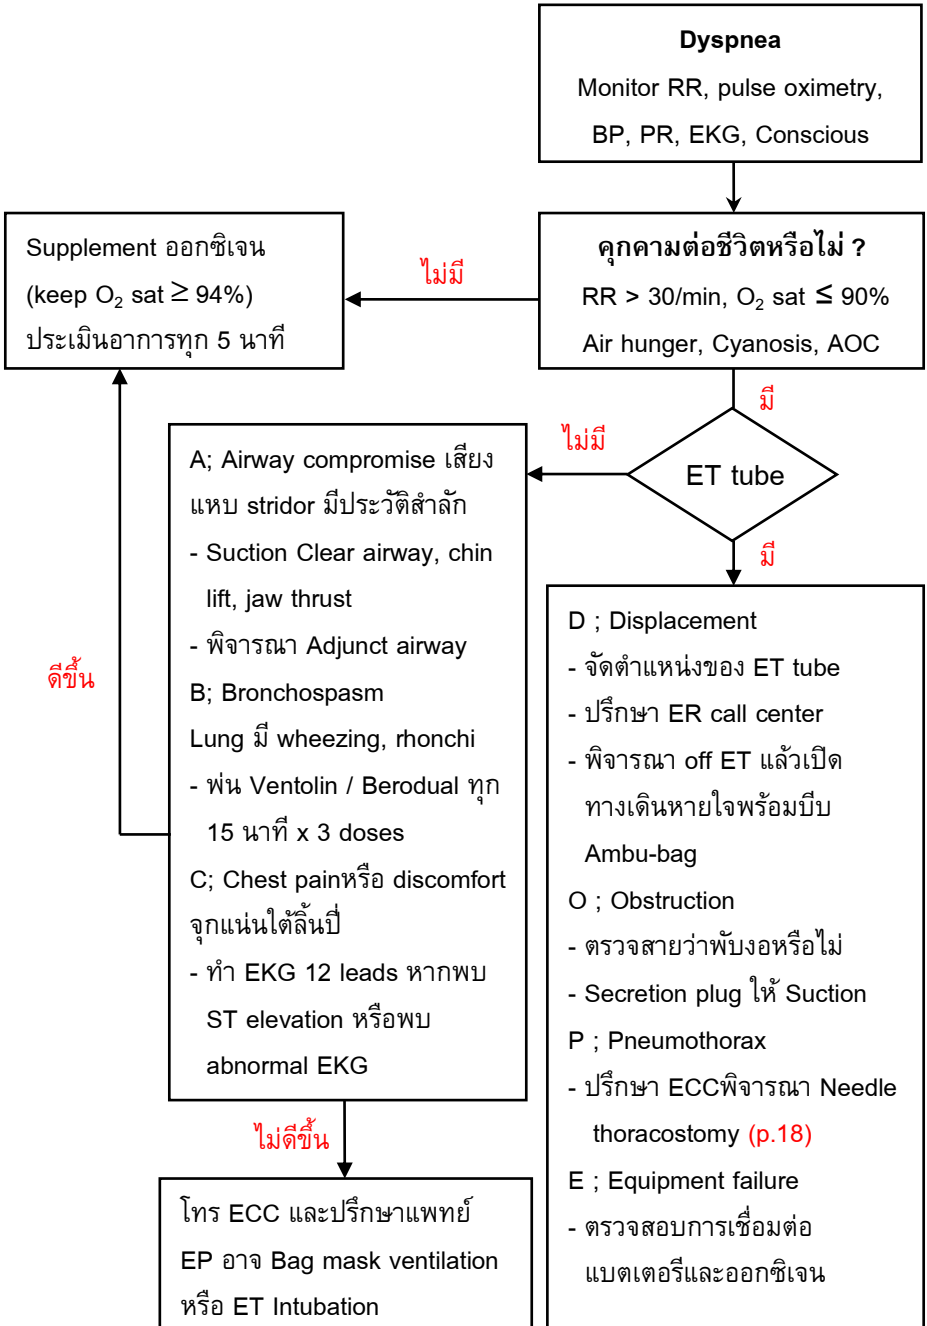 Dyspnea
Monitor RR, pulse oximetry,
BP, PR, EKG, Conscious
คุกคามต่อชีวิตหรือไม่ ?
RR > 30/min, O2 sat ≤ 90%
Air hunger, Cyanosis, AOC
ไม่มี
Supplement ออกซิเจน
(keep O2 sat ≥ 94%)
ประเมินอาการทุก 5 นาที
มี
ET tube
ไม่มี
A; Airway compromise เสียง
แหบ stridor มีประวัติสำลัก
- Suction Clear airway, chin
lift, jaw thrust
- พิจารณา Adjunct airway
B; Bronchospasm
Lung มี wheezing, rhonchi
- พ่น Ventolin / Berodual ทุก
15 นาที x 3 doses
C; Chest painหรือ discomfort
จุกแน่นใต้ลิ้นปี่
- ทำ EKG 12 leads หากพบ
ST elevation หรือพบ
abnormal EKG
ดีขึ้น
ไม่ดีขึ้น
โทร ECC และปรึกษาแพทย์
EP อาจ Bag mask ventilation
หรือ ET Intubation
มี
D ; Displacement
- จัดตำแหน่งของ ET tube
- ปรึกษา ER call center
- พิจารณา off ET แล้วเปิด
ทางเดินหายใจพร้อมบีบ
Ambu-bag
O ; Obstruction
- ตรวจสายว่าพับงอหรือไม่
- Secretion plug ให้ Suction
P ; Pneumothorax
- ปรึกษา ECCพิจารณา Needle
thoracostomy (p.18)
E ; Equipment failure
- ตรวจสอบการเชื่อมต่อ
แบตเตอรีและออกซิเจน